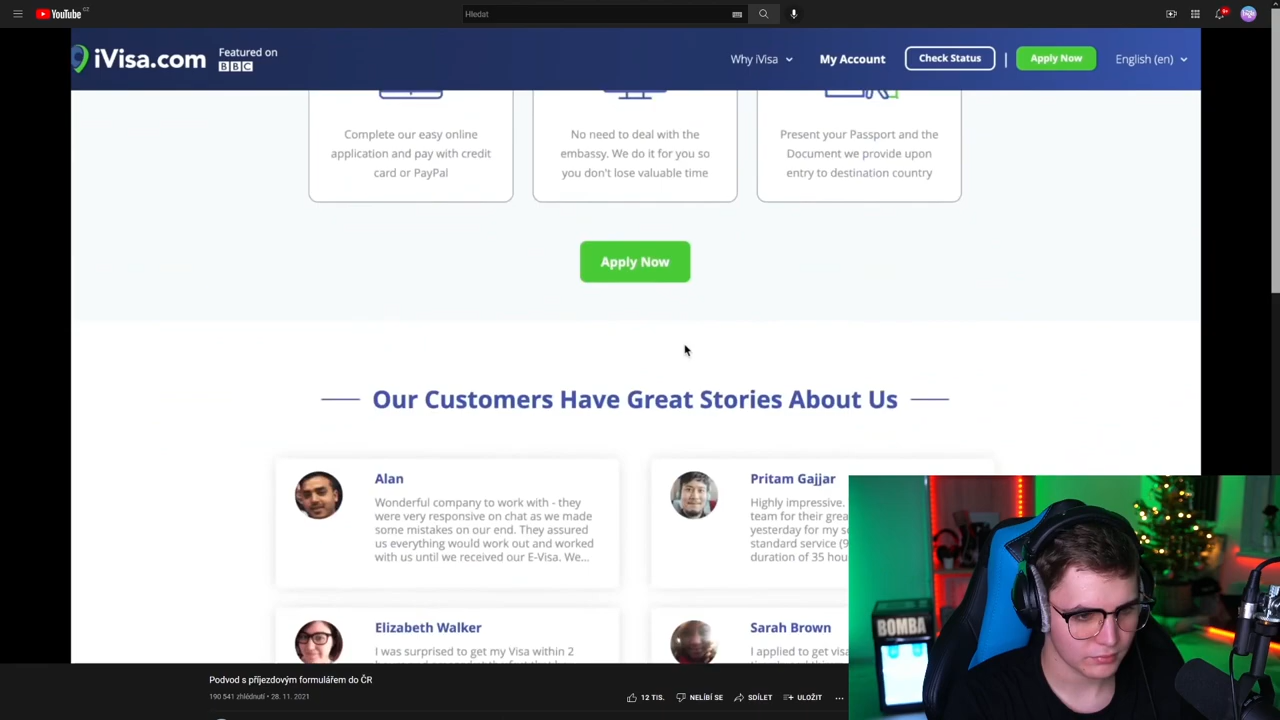 YouTube CZ
Hledat
9+
iVisa.com
Featured on
BBC
Why iVisa
My Account
Check Status
|
Apply Now
English (en)
Complete our easy online
application and pay with credit
card or PayPal
No need to deal with the
embassy. We do it for you so
you don't lose valuable time
Present your Passport and the
Document we provide upon
entry to destination country
Apply Now
Our Customers Have Great Stories About Us
Alan
Wonderful company to work with - they
were very responsive on chat as we made
some mistakes on our end. They assured
us everything would work out and worked
with us until we received our E-Visa. We...
Pritam Gajjar
Highly impressive.
team for their grea
yesterday for my s
standard service (9
duration of 35 hou
Elizabeth Walker
I was surprised to get my Visa within 2
Sarah Brown
I applied to get visa
BOMBA
Podvod s příjezdovým formulářem do ČR
190 541 zhlédnutí • 28. 11. 2021
12 TIS.
NELÍBÍ SE
SDÍLET
ULOŽIT
...